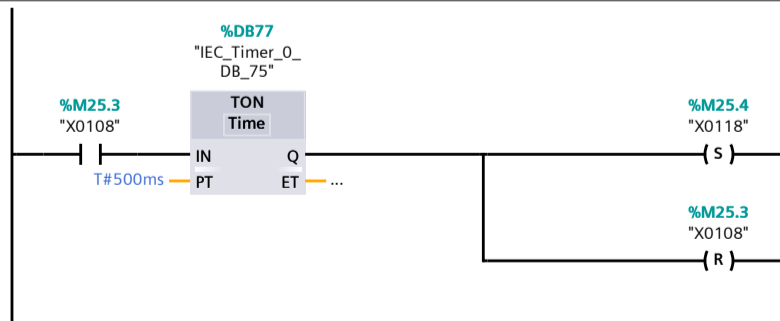 %DB77
"IEC_Timer_0_
DB_75"
%M25.3
"X0108"
TON
Time
%M25.4
"X0118"
IN
Q
S
T#500ms
PT
ET
...
%M25.3
"X0108"
R